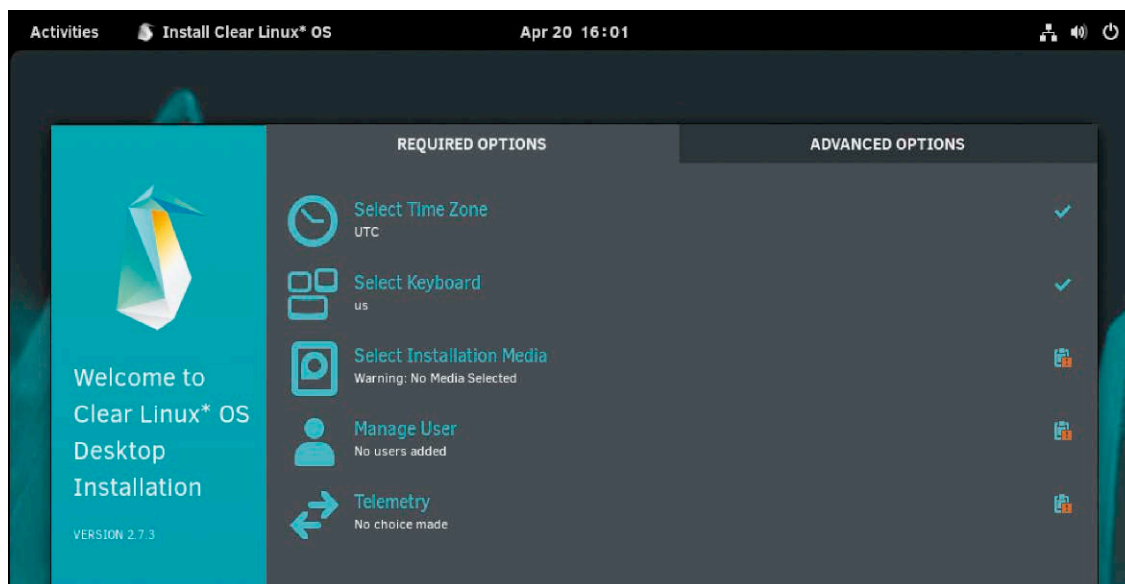 Activities Install Clear Linux* OS Apr 20 16:01
REQUIRED OPTIONS ADVANCED OPTIONS
Select Time Zone
UTC
Select Keyboard
us
Select Installation Media
Warning: No Media Selected
Manage User
No users added
Telemetry
No choice made
Welcome to
Clear Linux* OS
Desktop
Installation
VERSION 2.7.3